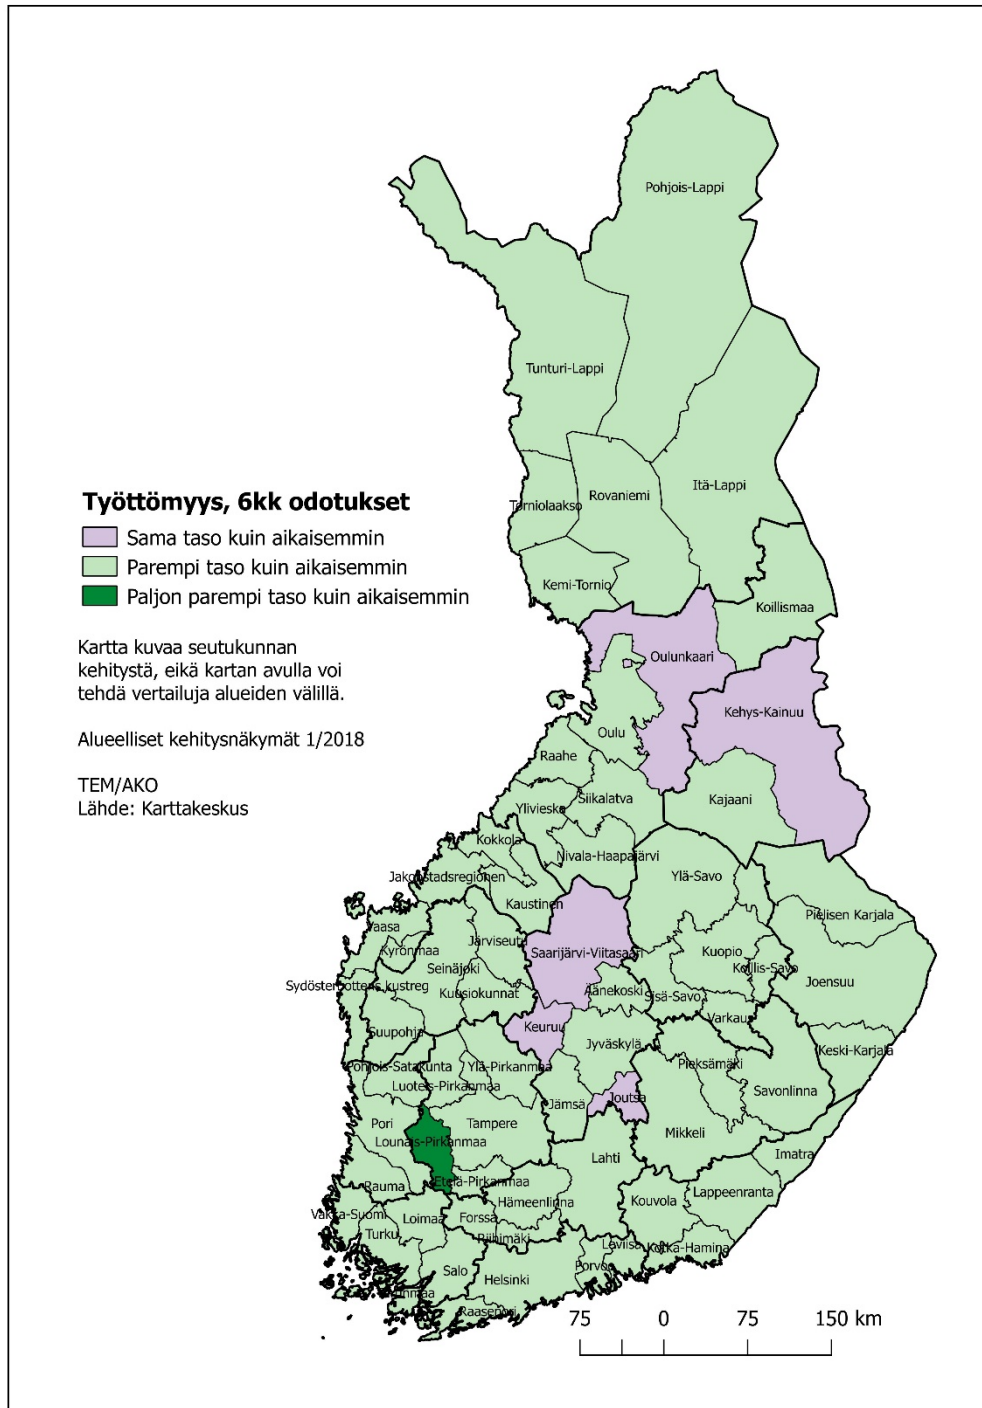 Pohjois-Lappi
Tunturi-Lappi
Itä-Lappi
Rovaniemi
Torniolaakso
Kemi-Tornio
Koillismaa
Työttömyys, 6kk odotukset
Sama taso kuin aikaisemmin
Parempi taso kuin aikaisemmin
Paljon parempi taso kuin aikaisemmin
Kartta kuvaa seutukunnan
kehitystä, eikä kartan avulla voi
tehdä vertailuja alueiden välillä.
Alueelliset kehitysnäkymät 1/2018
TEM/AKO
Lähde: Karttakeskus
Oulunkaari
Kehys-Kainuu
Oulu
Raahe
Siikalatva
Kajaani
Ylivieska
Kokkola
Nivala-Haapajärvi
Ylä-Savo
Jakobstadsregionen
Kaustinen
Pielisen Karjala
Vaasa
Järviseutu
Kyrönmaa
Saarijärvi-Viitasaari
Kuopio
Koillis-Savo
Seinäjoki
Joensuu
Sydösterbottens kustreg
Kuusiokunnat
Äänekoski
Sisä-Savo
Varkaus
Suupohja
Keuruu
Jyväskylä
Keski-Karjala
Pohjois-Satakunta
Ylä-Pirkanmaa
Pieksämäki
Luoteis-Pirkanmaa
Savonlinna
Jämsä
Joutsa
Pori
Tampere
Mikkeli
Lounais-Pirkanmaa
Lahti
Imatra
Etelä-Pirkanmaa
Rauma
Lappeenranta
Hämeenlinna
Kouvola
Vakka-Suomi
Loimaa
Forssa
Turku
Riihimäki
Loviisa
Kotka-Hamina
Porvoo
Salo
Helsinki
Raasepori
75 0 75 150 km